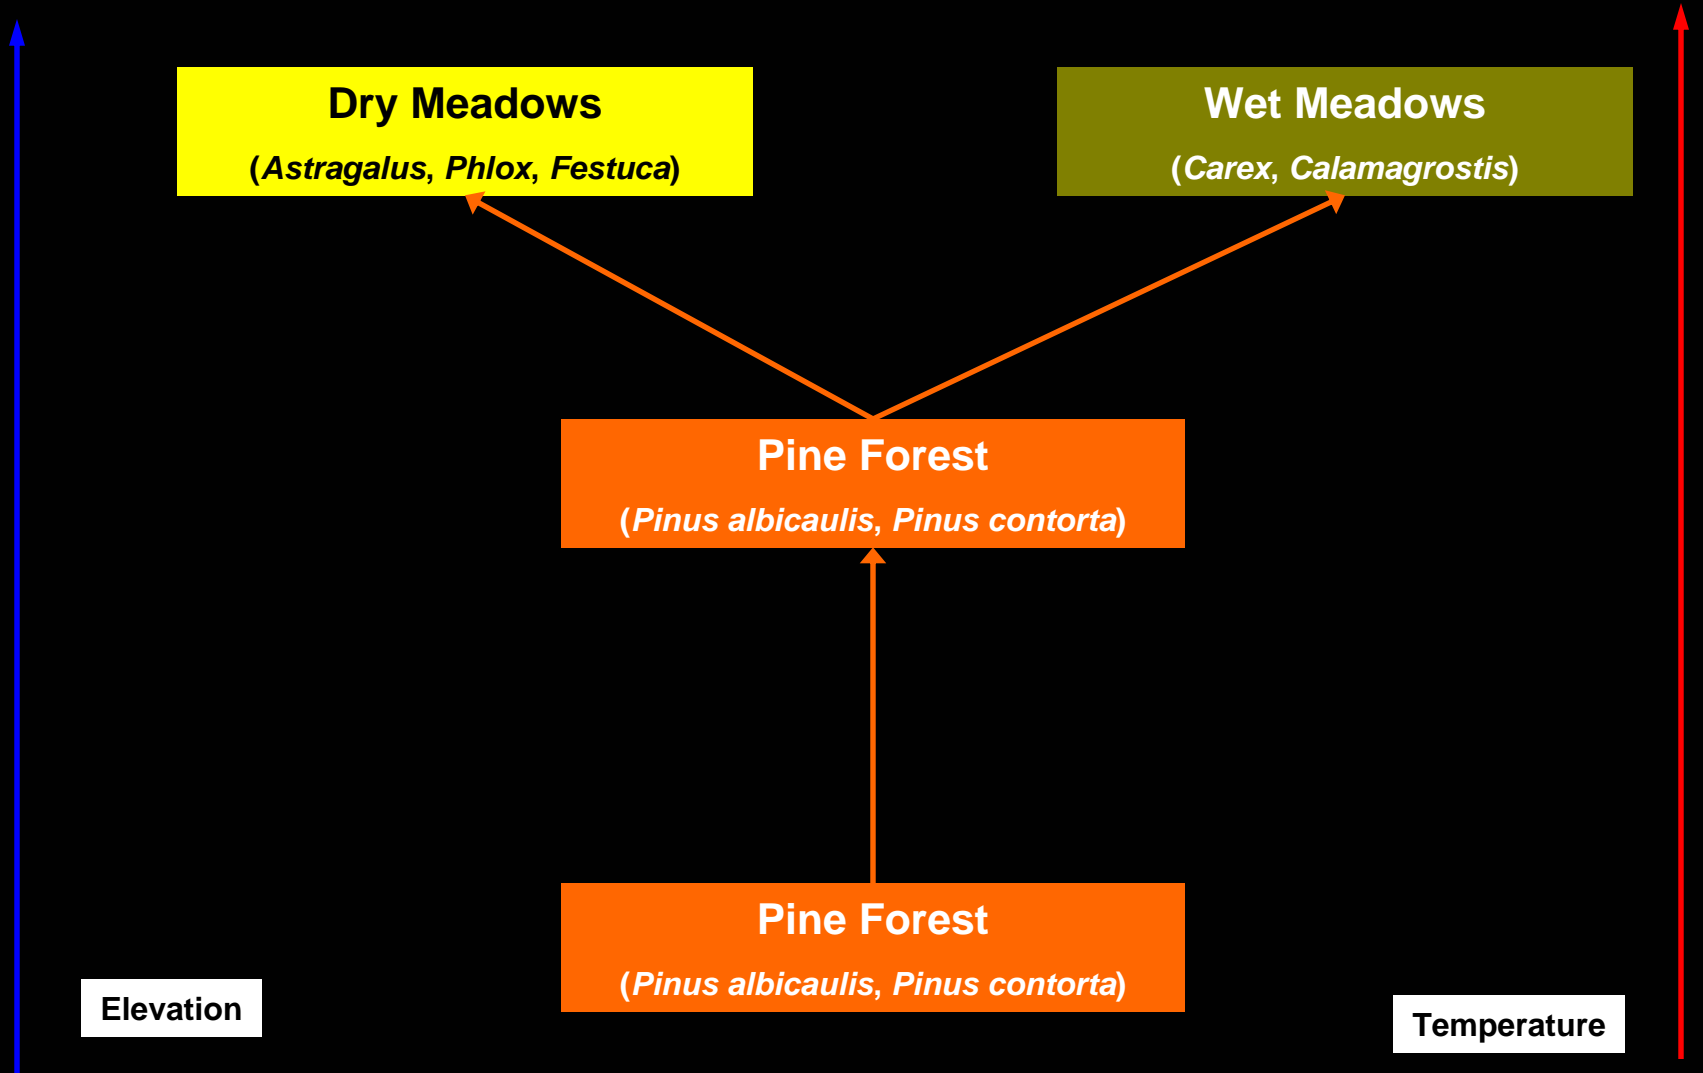 Dry Meadows
(Astragalus, Phlox, Festuca)
Wet Meadows
(Carex, Calamagrostis)
Pine Forest
(Pinus albicaulis, Pinus contorta)
Pine Forest
(Pinus albicaulis, Pinus contorta)
Elevation
Temperature